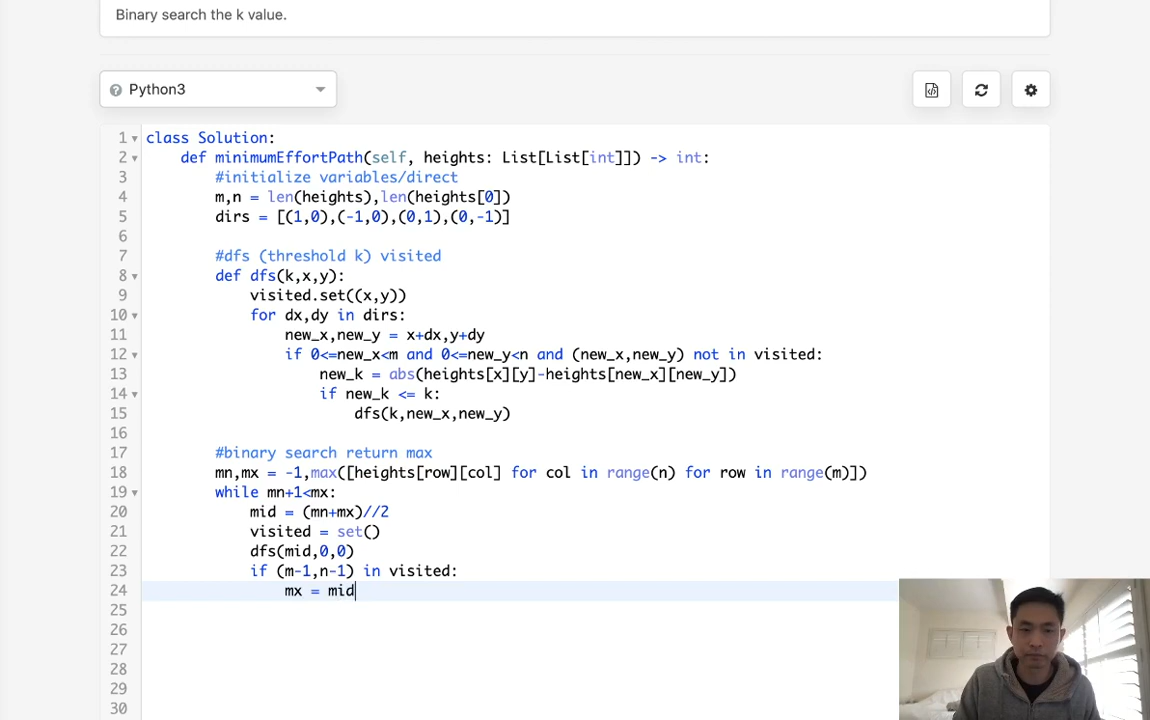 Binary search the k value.
Python3
1 class Solution:
2     def minimumEffortPath(self, heights: List[List[int]]) -> int:
3         #initialize variables/direct
4         m,n = len(heights),len(heights[0])
5         dirs = [(1,0),(-1,0),(0,1),(0,-1)]
6
7         #dfs (threshold k) visited
8         def dfs(k,x,y):
9             visited.set((x,y))
10             for dx,dy in dirs:
11                 new_x,new_y = x+dx,y+dy
12                 if 0<=new_x<m and 0<=new_y<n and (new_x,new_y) not in visited:
13                     new_k = abs(heights[x][y]-heights[new_x][new_y])
14                     if new_k <= k:
15                         dfs(k,new_x,new_y)
16
17         #binary search return max
18         mn,mx = -1,max([heights[row][col] for col in range(n) for row in range(m)])
19         while mn+1<mx:
20             mid = (mn+mx)//2
21             visited = set()
22             dfs(mid,0,0)
23             if (m-1,n-1) in visited:
24                 mx = mid
25
26
27
28
29
30